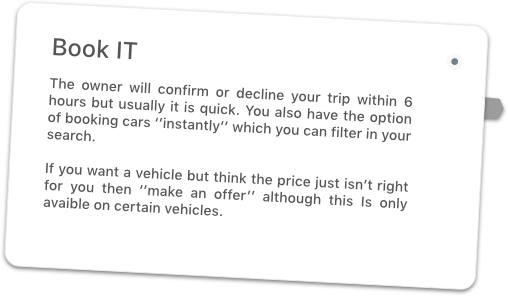 Book IT
The owner will confirm or decline your trip within 6
hours but usually it is quick. You also have the option
of booking cars ‘‘instantly’’ which you can filter in your
search.
If you want a vehicle but think the price just isn’t right
for you then ‘‘make an offer’’ although this Is only
avaible on certain vehicles.